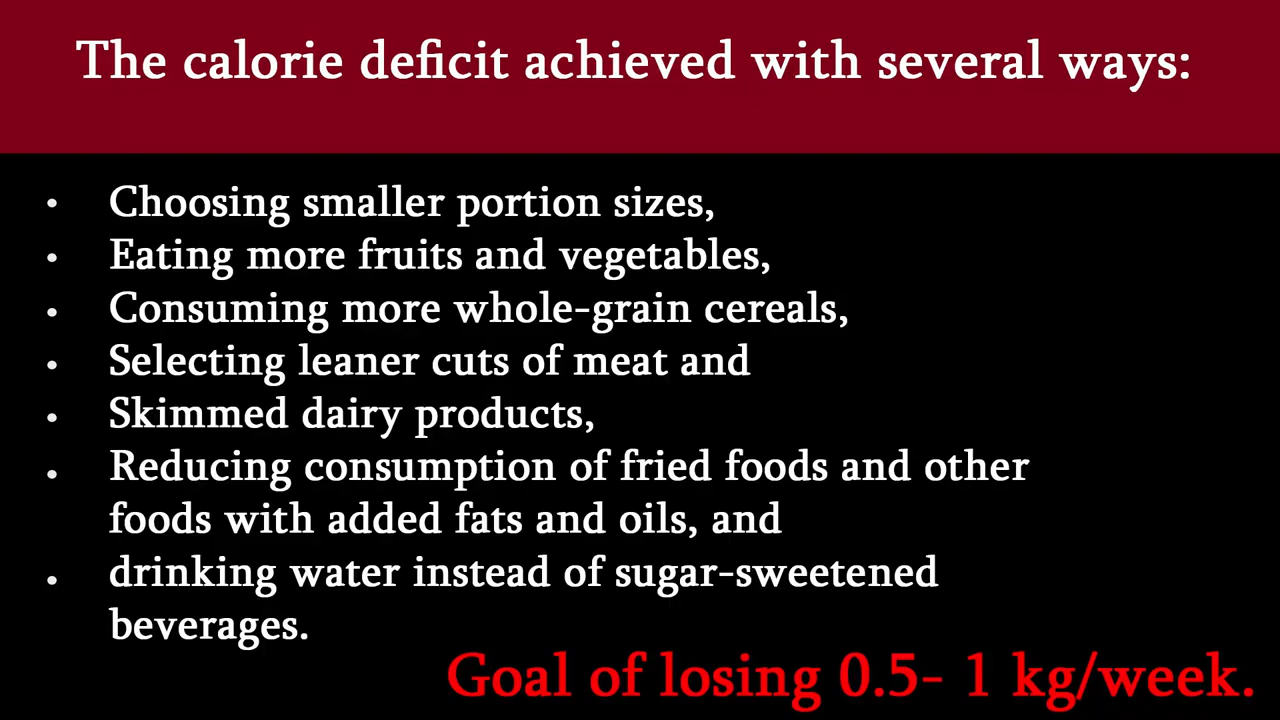 The calorie deficit achieved with several ways:
• Choosing smaller portion sizes,
• Eating more fruits and vegetables,
• Consuming more whole-grain cereals,
• Selecting leaner cuts of meat and
• Skimmed dairy products,
• Reducing consumption of fried foods and other
foods with added fats and oils, and
• drinking water instead of sugar-sweetened
beverages.
Goal of losing 0.5- 1 kg/week.